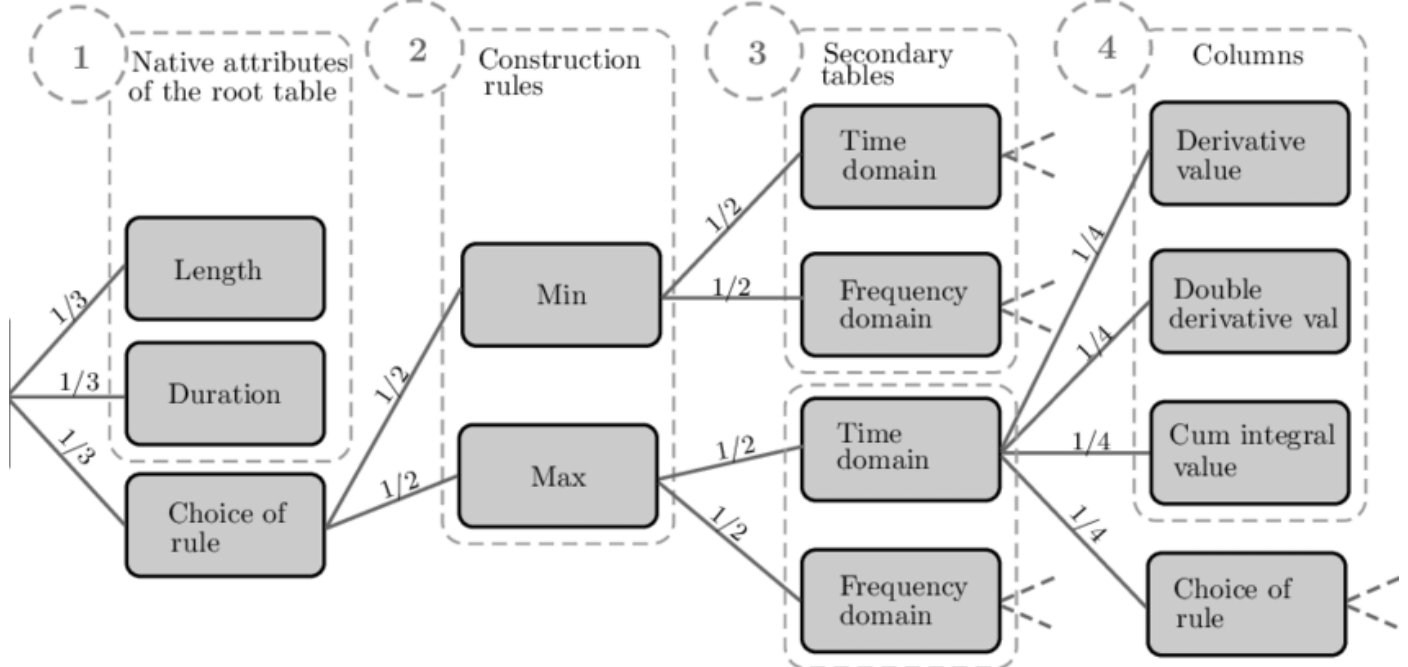 1
Native attributes
of the root table
Length
Duration
Choice of
rule
1/3
1/3
1/3
2
Construction
rules
Min
Max
1/2
1/2
3
Secondary
tables
Time
domain
Frequency
domain
Time
domain
Frequency
domain
1/2
1/2
1/2
1/2
4
Columns
Derivative
value
Double
derivative val
Cum integral
value
Choice of
rule
1/4
1/4
1/4
1/4